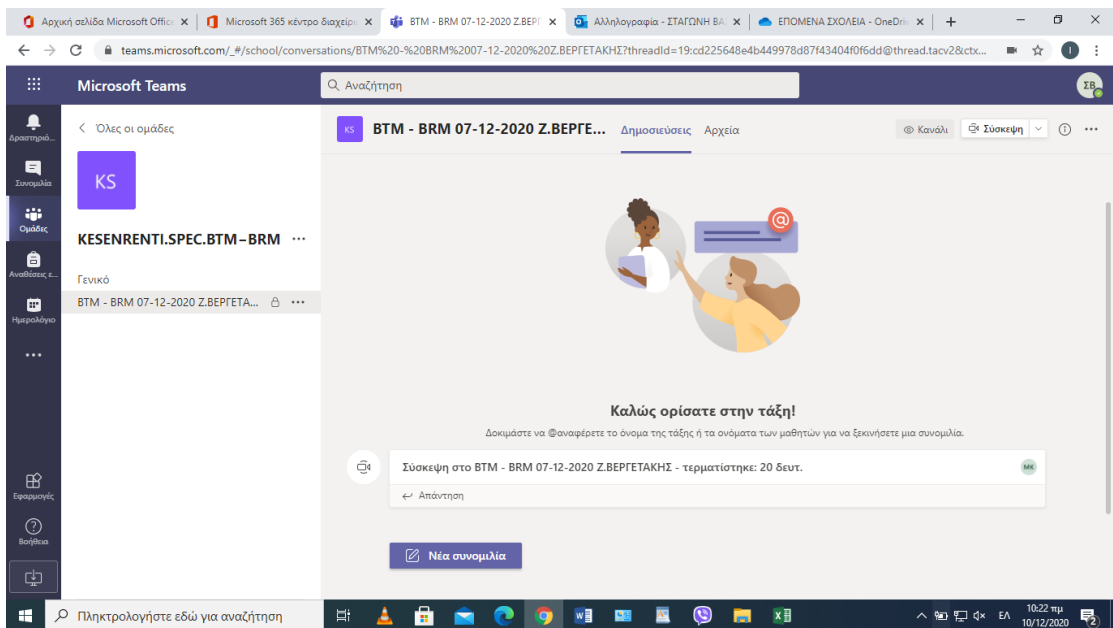 Αρχική σελίδα Microsoft Office
Microsoft 365 κέντρο διαχείρι
BTM - BRM 07-12-2020 Ζ.ΒΕΡΓ
Αλληλογραφία - ΣΤΑΓΩΝΗ ΒΑΣ
ΕΠΟΜΕΝΑ ΣΧΟΛΕΙΑ - OneDriv
teams.microsoft.com/_#/school/conversations/BTM%20-%20BRM%2007-12-2020%20Ζ.ΒΕΡΓΕΤΑΚΗΣ?threadId=19:cd225648e4b449978d87f43404f0f6dd@thread.tacv2&ctx...
I
Microsoft Teams
Αναζήτηση
ΣΒ
Δραστηριό...
Συνομιλία
Ομάδες
Αναθέσεις ε...
Ημερολόγιο
Εφαρμογές
Βοήθεια
Όλες οι ομάδες
KS
KESENRENTI.SPEC.BTM–BRM
Γενικό
BTM - BRM 07-12-2020 Ζ.ΒΕΡΓΕΤΑ...
KS
BTM - BRM 07-12-2020 Ζ.ΒΕΡΓΕ...
Δημοσιεύσεις
Αρχεία
Κανάλι
Σύσκεψη
@
Καλώς ορίσατε στην τάξη!
Δοκιμάστε να @αναφέρετε το όνομα της τάξης ή τα ονόματα των μαθητών για να ξεκινήσετε μια συνομιλία.
Σύσκεψη στο BTM - BRM 07-12-2020 Ζ.ΒΕΡΓΕΤΑΚΗΣ - τερματίστηκε: 20 δευτ.
MK
Απάντηση
Νέα συνομιλία
Πληκτρολογήστε εδώ για αναζήτηση
ΕΛ
10:22 πμ
10/12/2020
2